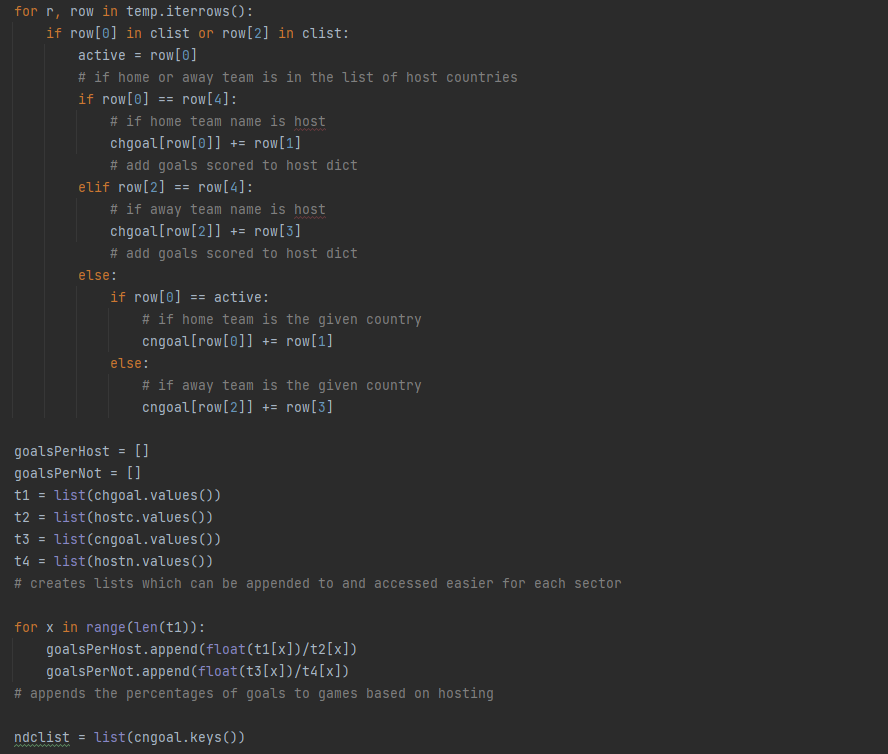 for r, row in temp.iterrows():
    if row[0] in clist or row[2] in clist:
        active = row[0]
        # if home or away team is in the list of host countries
        if row[0] == row[4]:
            # if home team name is host
            chgoal[row[0]] += row[1]
            # add goals scored to host dict
        elif row[2] == row[4]:
            # if away team name is host
            chgoal[row[2]] += row[3]
            # add goals scored to host dict
        else:
            if row[0] == active:
                # if home team is the given country
                cngoal[row[0]] += row[1]
            else:
                # if away team is the given country
                cngoal[row[2]] += row[3]

goalsPerHost = []
goalsPerNot = []
t1 = list(chgoal.values())
t2 = list(hostc.values())
t3 = list(cngoal.values())
t4 = list(hostn.values())
# creates lists which can be appended to and accessed easier for each sector

for x in range(len(t1)):
    goalsPerHost.append(float(t1[x])/t2[x])
    goalsPerNot.append(float(t3[x])/t4[x])
# appends the percentages of goals to games based on hosting

ndclist = list(cngoal.keys())